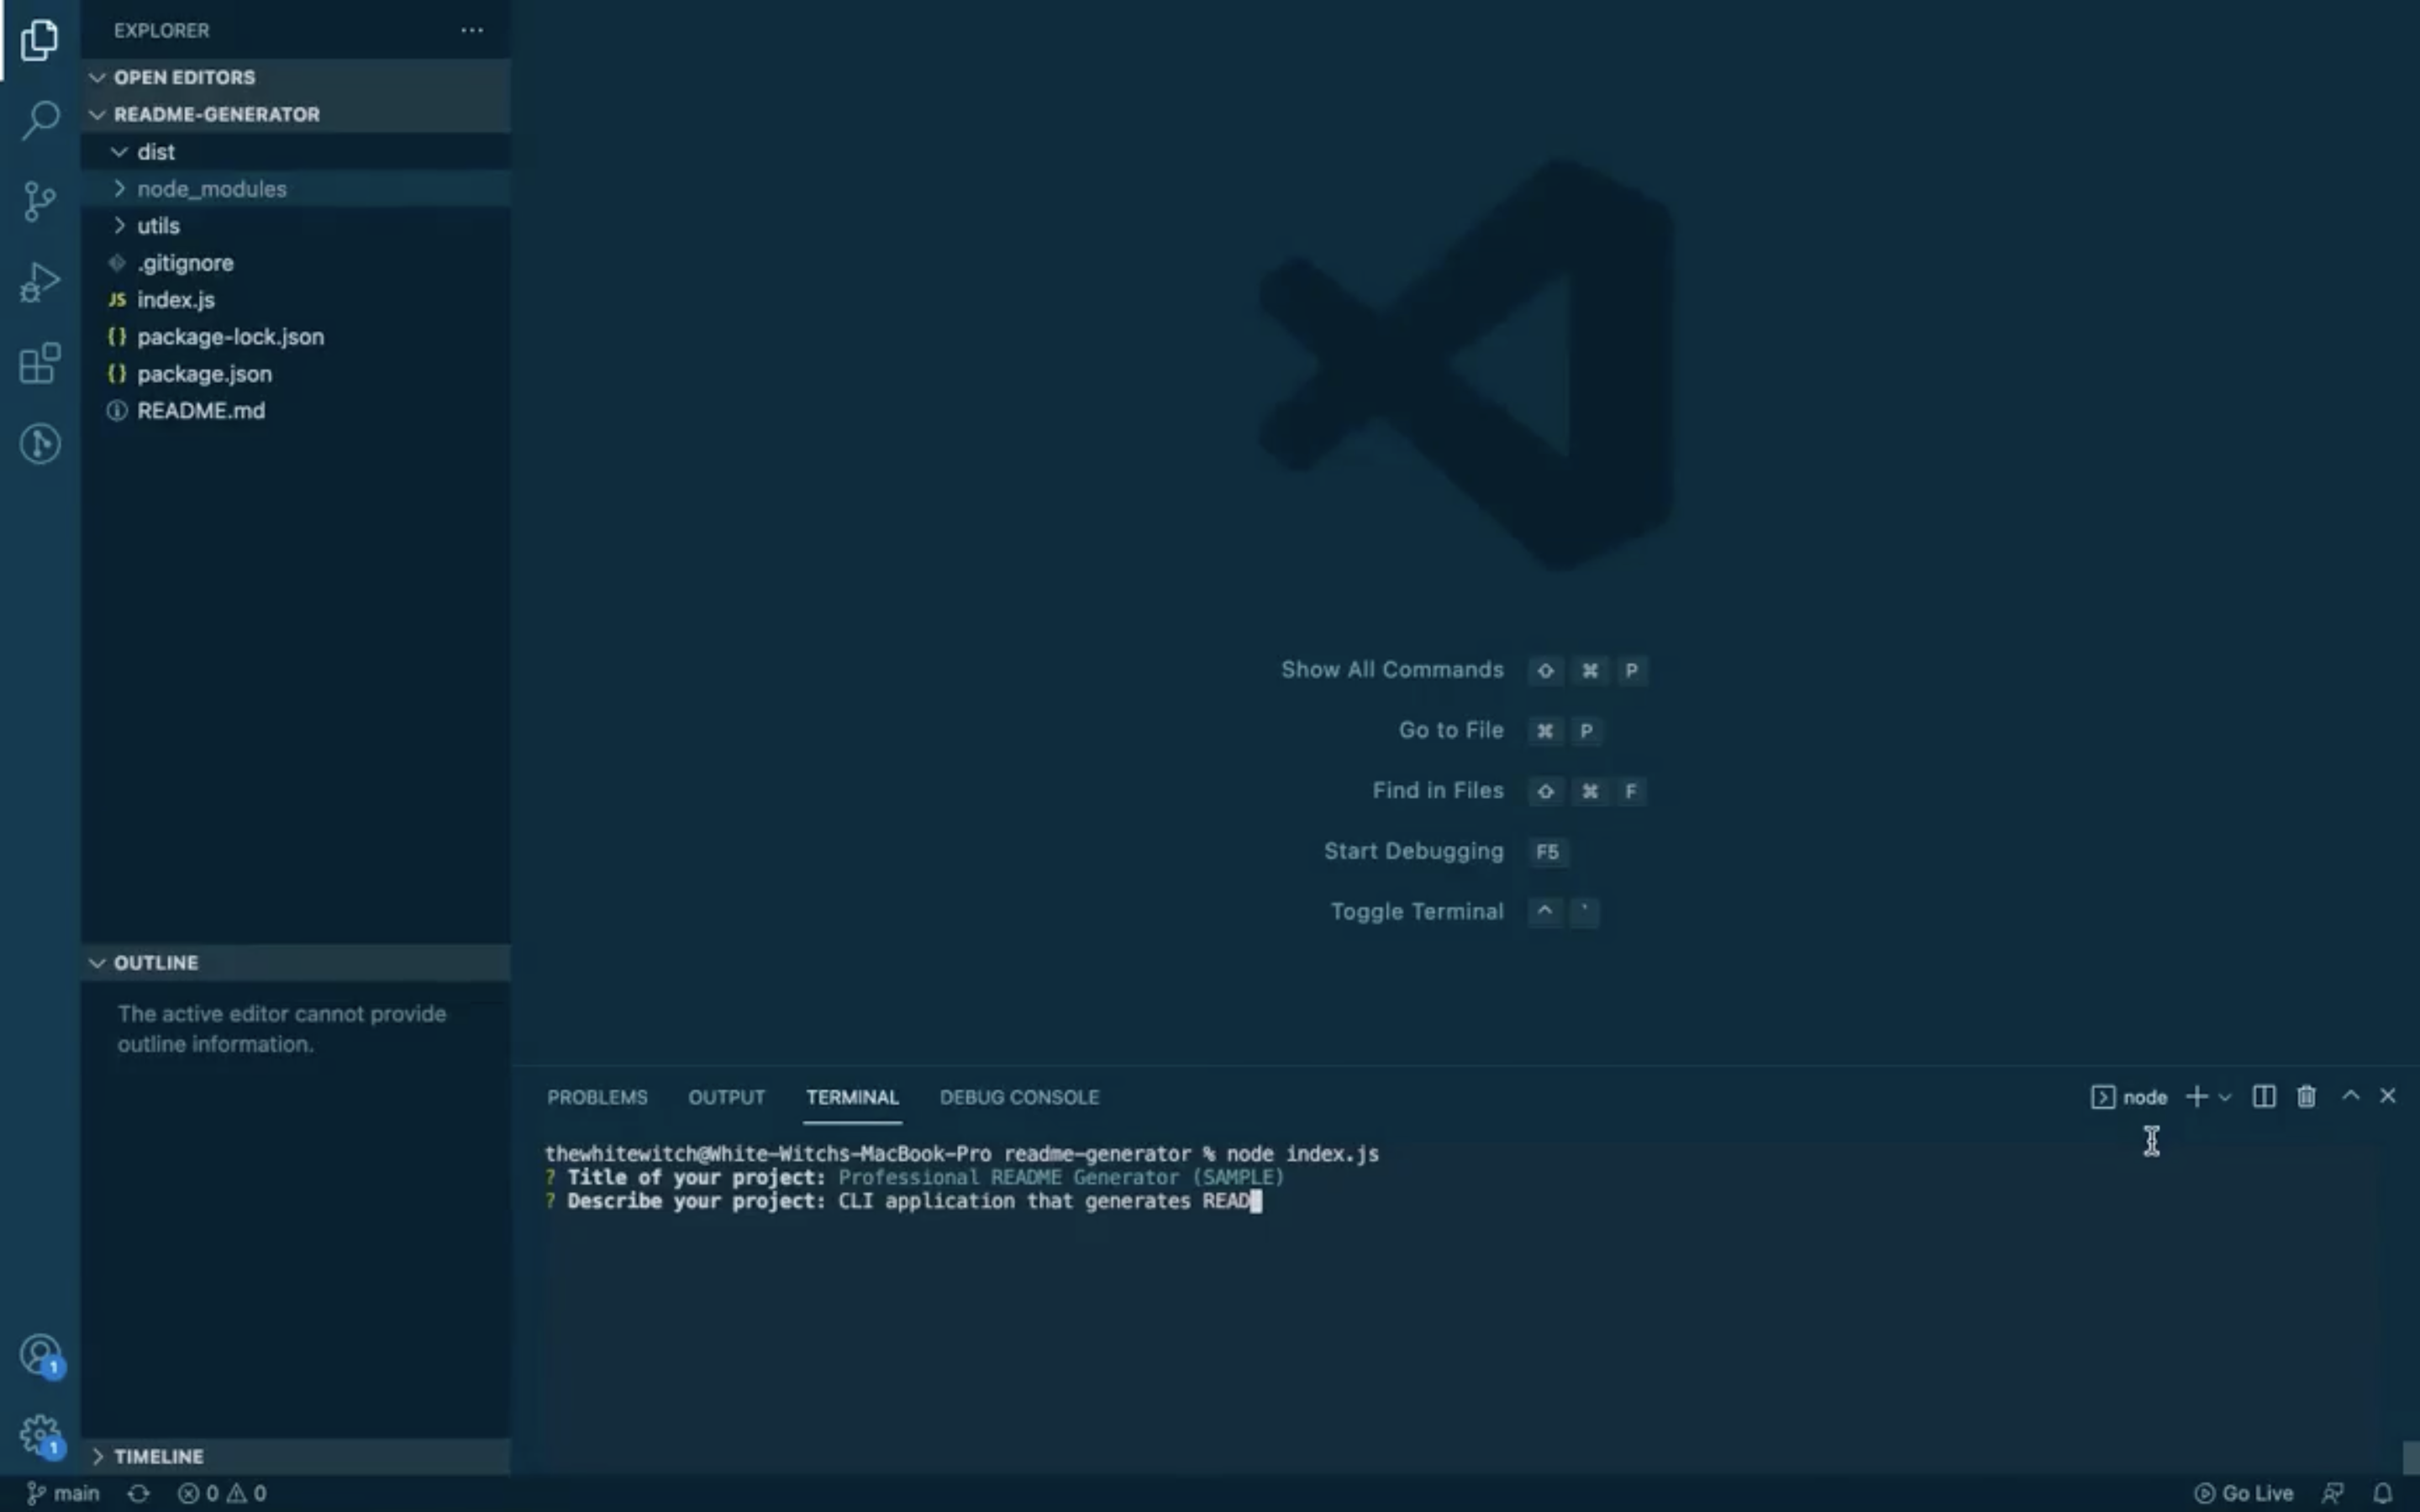 EXPLORER
OPEN EDITORS
README-GENERATOR
dist
node_modules
utils
.gitignore
JS index.js
{} package-lock.json
{} package.json
README.md
OUTLINE
The active editor cannot provide
outline information.
TIMELINE
Show All Commands ⌘ P
Go to File ⌘ P
Find in Files ⌘ F
Start Debugging F5
Toggle Terminal ^ `
PROBLEMS OUTPUT TERMINAL DEBUG CONSOLE node
thewhitewitch@White-Witchs-MacBook-Pro readme-generator % node index.js
? Title of your project: Professional README Generator (SAMPLE)
? Describe your project: CLI application that generates READ
1
1
main 0 0 Go Live